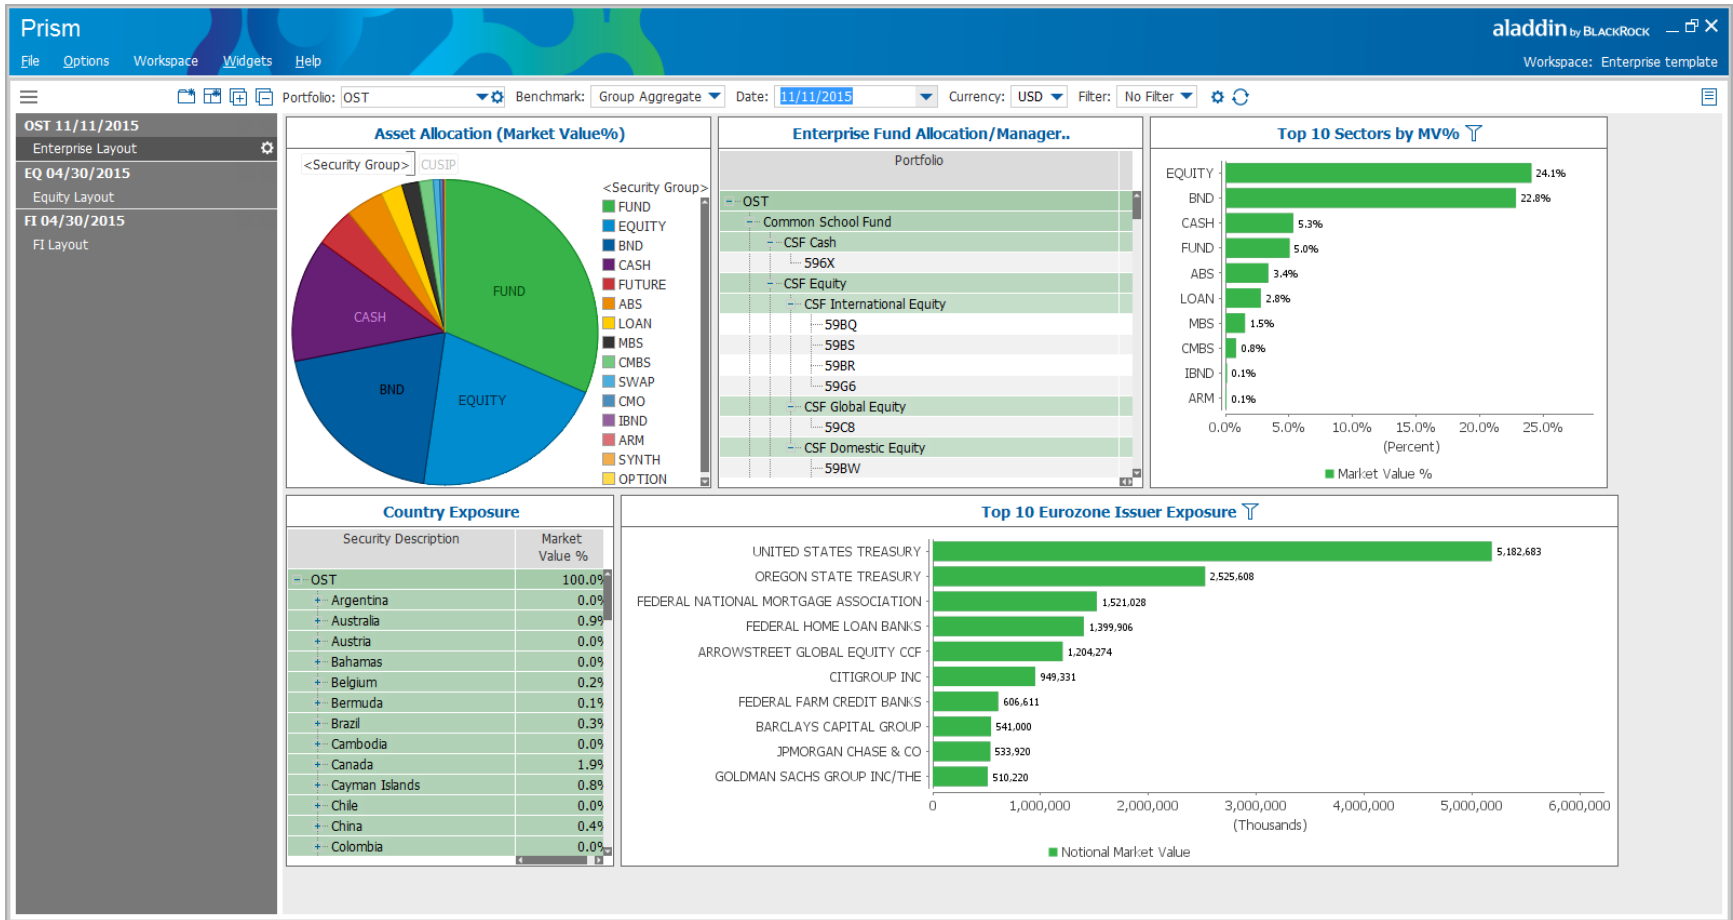 Prism
aladdin by BLACKROCK
File Options Workspace Widgets Help
Workspace: Enterprise template
Portfolio: OST Benchmark: Group Aggregate Date: 11/11/2015 Currency: USD Filter: No Filter
OST 11/11/2015
Enterprise Layout
EQ 04/30/2015
Equity Layout
FI 04/30/2015
FI Layout
Asset Allocation (Market Value%)
<Security Group> CUSIP
<Security Group>
FUND
EQUITY
BND
CASH
FUTURE
ABS
LOAN
MBS
CMBS
SWAP
CMO
IBND
ARM
SYNTH
OPTION
FUND
CASH
BND
EQUITY
Enterprise Fund Allocation/Manager..
Portfolio
OST
Common School Fund
CSF Cash
596X
CSF Equity
CSF International Equity
59BQ
59BS
59BR
59G6
CSF Global Equity
59C8
CSF Domestic Equity
59BW
Top 10 Sectors by MV%
EQUITY 24.1%
BND 22.8%
CASH 5.3%
FUND 5.0%
ABS 3.4%
LOAN 2.8%
MBS 1.5%
CMBS 0.8%
IBND 0.1%
ARM 0.1%
0.0% 5.0% 10.0% 15.0% 20.0% 25.0%
(Percent)
Market Value %
Country Exposure
Security Description Market
Value %
OST 100.0%
Argentina 0.0%
Australia 0.9%
Austria 0.0%
Bahamas 0.0%
Belgium 0.2%
Bermuda 0.1%
Brazil 0.3%
Cambodia 0.0%
Canada 1.9%
Cayman Islands 0.8%
Chile 0.0%
China 0.4%
Colombia 0.0%
Top 10 Eurozone Issuer Exposure
UNITED STATES TREASURY 5,182,683
OREGON STATE TREASURY 2,525,608
FEDERAL NATIONAL MORTGAGE ASSOCIATION 1,521,028
FEDERAL HOME LOAN BANKS 1,399,906
ARROWSTREET GLOBAL EQUITY CCF 1,204,274
CITIGROUP INC 949,331
FEDERAL FARM CREDIT BANKS 606,611
BARCLAYS CAPITAL GROUP 541,000
JPMORGAN CHASE & CO 533,920
GOLDMAN SACHS GROUP INC/THE 510,220
0 1,000,000 2,000,000 3,000,000 4,000,000 5,000,000 6,000,000
(Thousands)
Notional Market Value